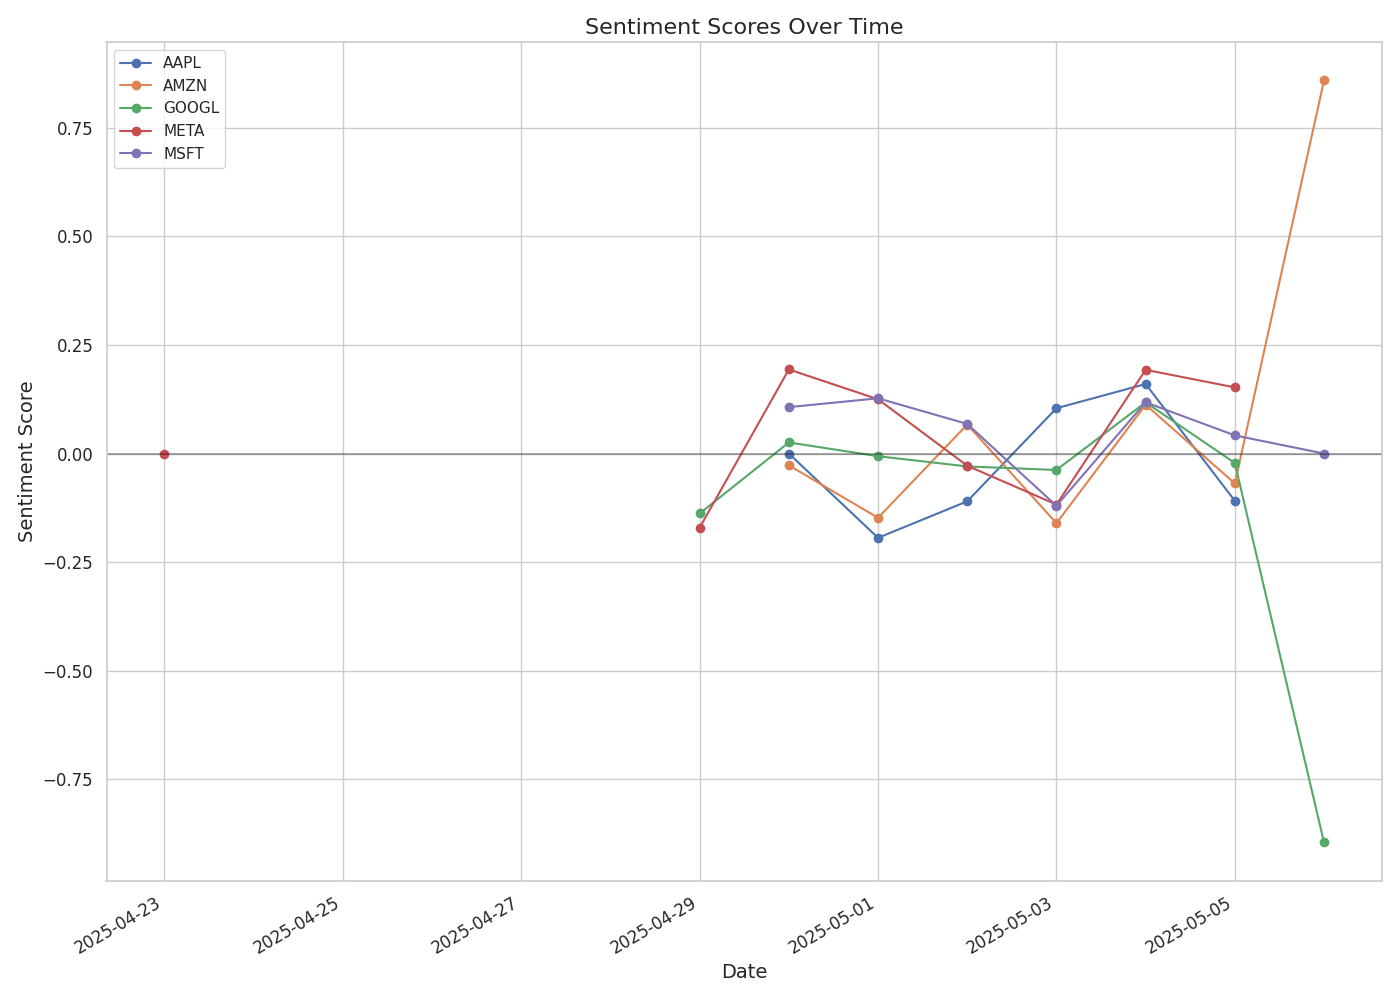 Sentiment Scores Over Time
AAPL
AMZN
GOOGL
META
MSFT
Sentiment Score
0.75
0.50
0.25
0.00
−0.25
−0.50
−0.75
2025-04-23
2025-04-25
2025-04-27
2025-04-29
2025-05-01
2025-05-03
2025-05-05
Date